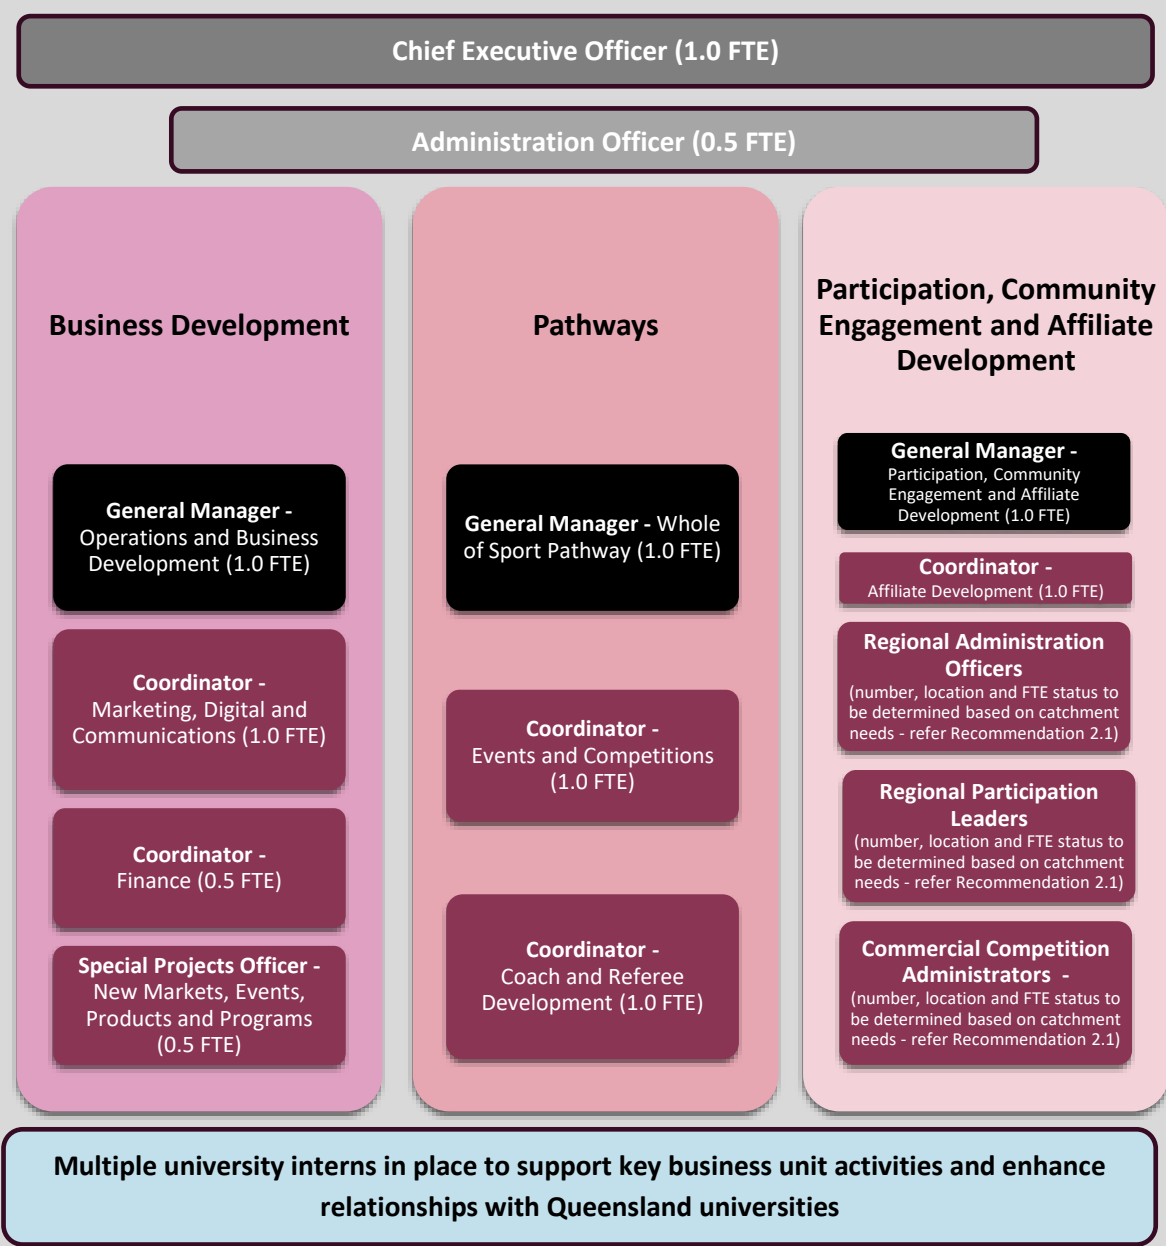 Chief Executive Officer (1.0 FTE)
Administration Officer (0.5 FTE)
Business Development
General Manager -
Operations and Business
Development (1.0 FTE)
Coordinator -
Marketing, Digital and
Communications (1.0 FTE)
Coordinator -
Finance (0.5 FTE)
Special Projects Officer -
New Markets, Events,
Products and Programs
(0.5 FTE)
Pathways
General Manager - Whole
of Sport Pathway (1.0 FTE)
Coordinator -
Events and Competitions
(1.0 FTE)
Coordinator -
Coach and Referee
Development (1.0 FTE)
Participation, Community
Engagement and Affiliate
Development
General Manager -
Participation, Community
Engagement and Affiliate
Development (1.0 FTE)
Coordinator -
Affiliate Development (1.0 FTE)
Regional Administration
Officers
(number, location and FTE status to
be determined based on catchment
needs - refer Recommendation 2.1)
Regional Participation
Leaders
(number, location and FTE status to
be determined based on catchment
needs - refer Recommendation 2.1)
Commercial Competition
Administrators -
(number, location and FTE status to
be determined based on catchment
needs - refer Recommendation 2.1)
Multiple university interns in place to support key business unit activities and enhance
relationships with Queensland universities